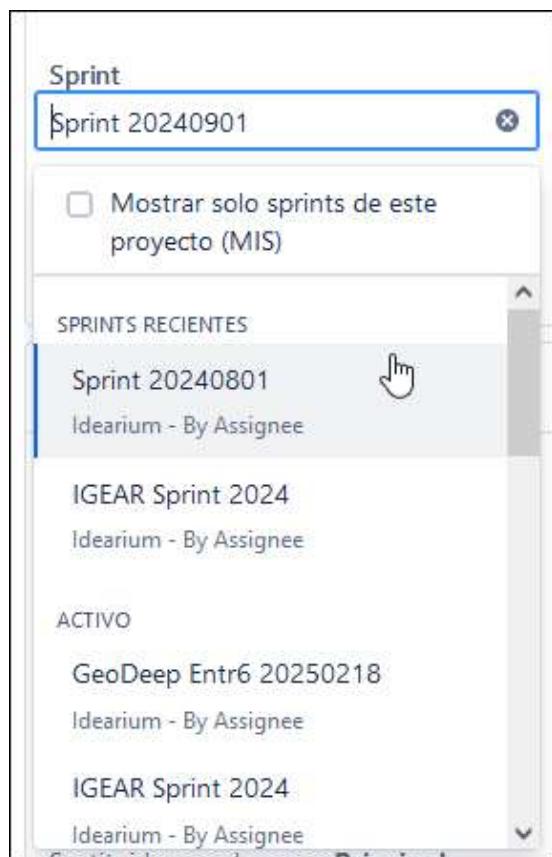 Sprint
Sprint 20240901
Mostrar solo sprints de este
proyecto (MIS)
SPRINTS RECIENTES
Sprint 20240801
Idearium - By Assignee
IGEAR Sprint 2024
Idearium - By Assignee
ACTIVO
GeoDeep Entr6 20250218
Idearium - By Assignee
IGEAR Sprint 2024
Idearium - By Assignee